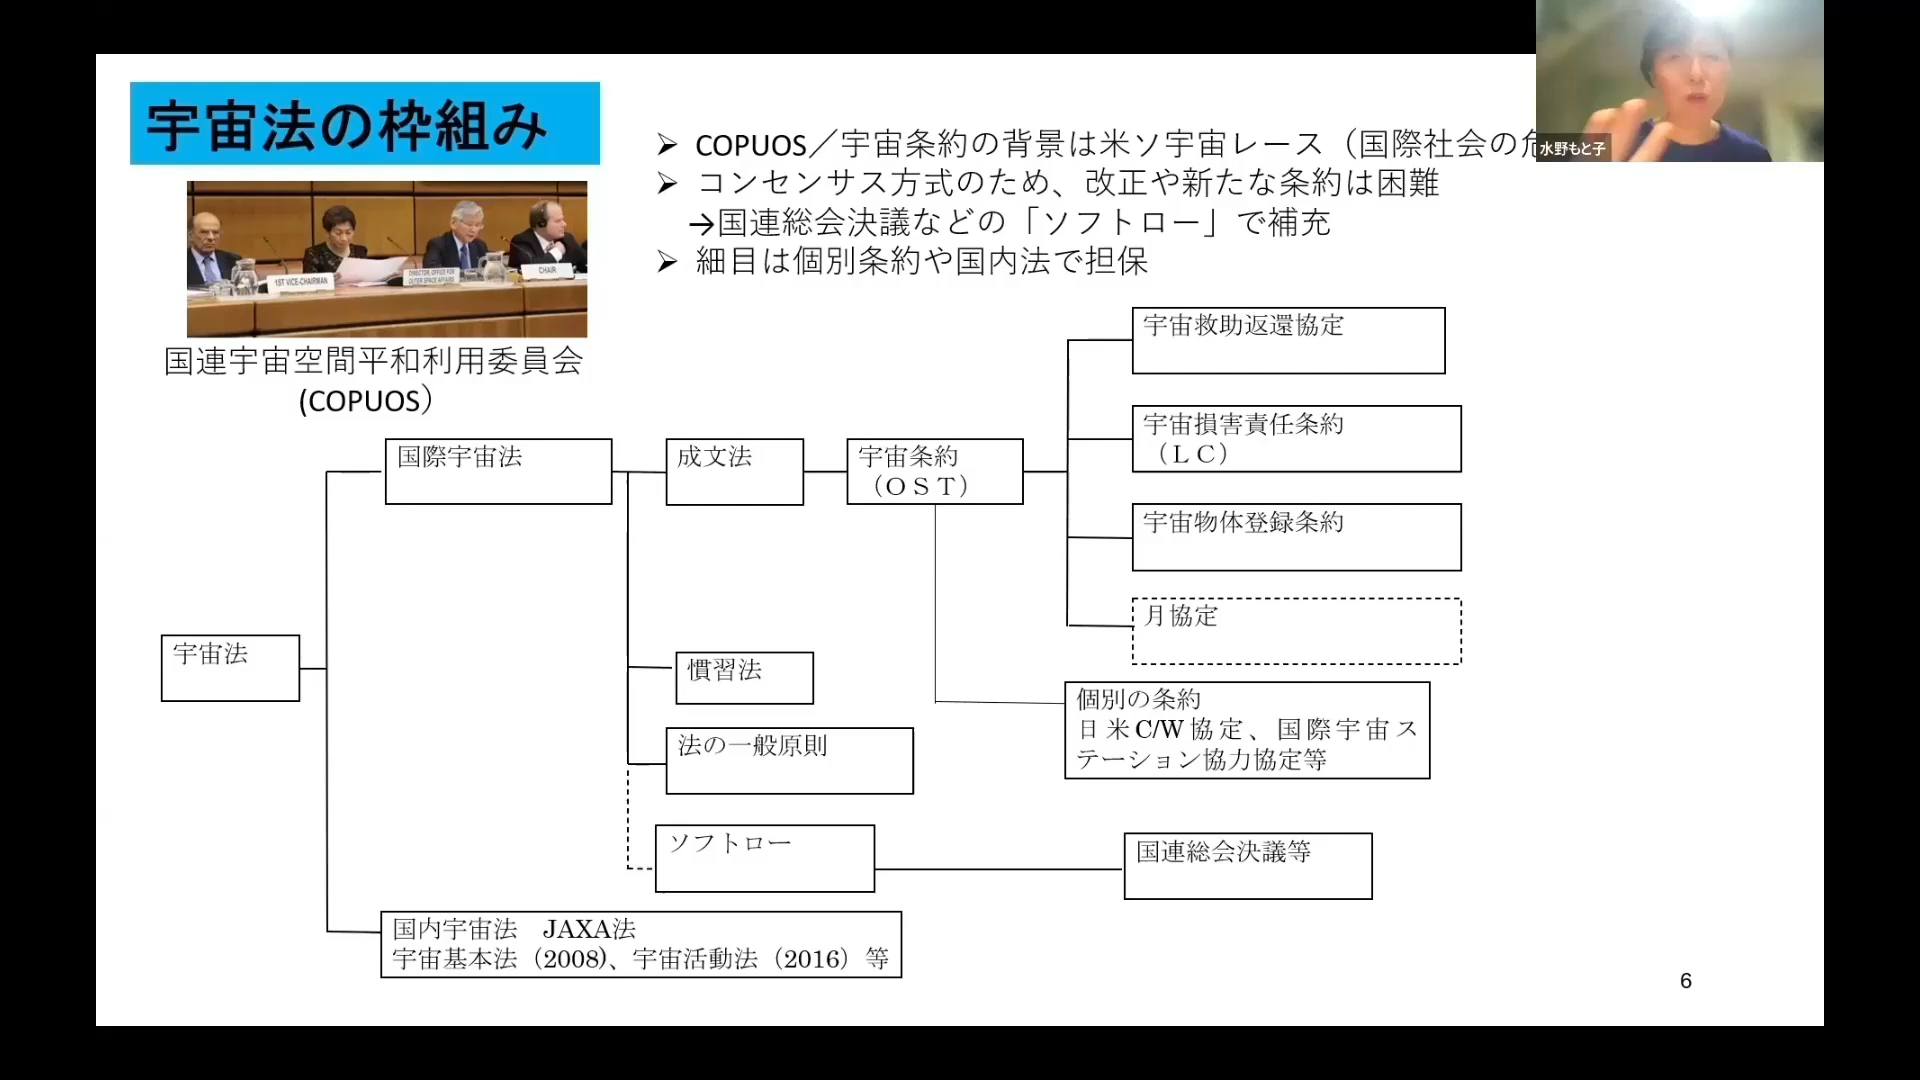 宇宙法の枠組み
➢ COPUOS／宇宙条約の背景は米ソ宇宙レース（国際社会の危
➢ コンセンサス方式のため、改正や新たな条約は困難
→国連総会決議などの「ソフトロー」で補充
➢ 細目は個別条約や国内法で担保
水野もと子
1ST VICE-CHAIRMAN
DIRECTOR, OFFICE FOR
OUTER SPACE AFFAIRS
CHAIR
国連宇宙空間平和利用委員会
(COPUOS）
宇宙法
国際宇宙法
成文法
宇宙条約
（ＯＳＴ）
宇宙救助返還協定
宇宙損害責任条約
（ＬＣ）
宇宙物体登録条約
月協定
個別の条約
日米C/W協定、国際宇宙ス
テーション協力協定等
慣習法
法の一般原則
ソフトロー
国連総会決議等
国内宇宙法　JAXA法
宇宙基本法（2008)、宇宙活動法（2016）等
6